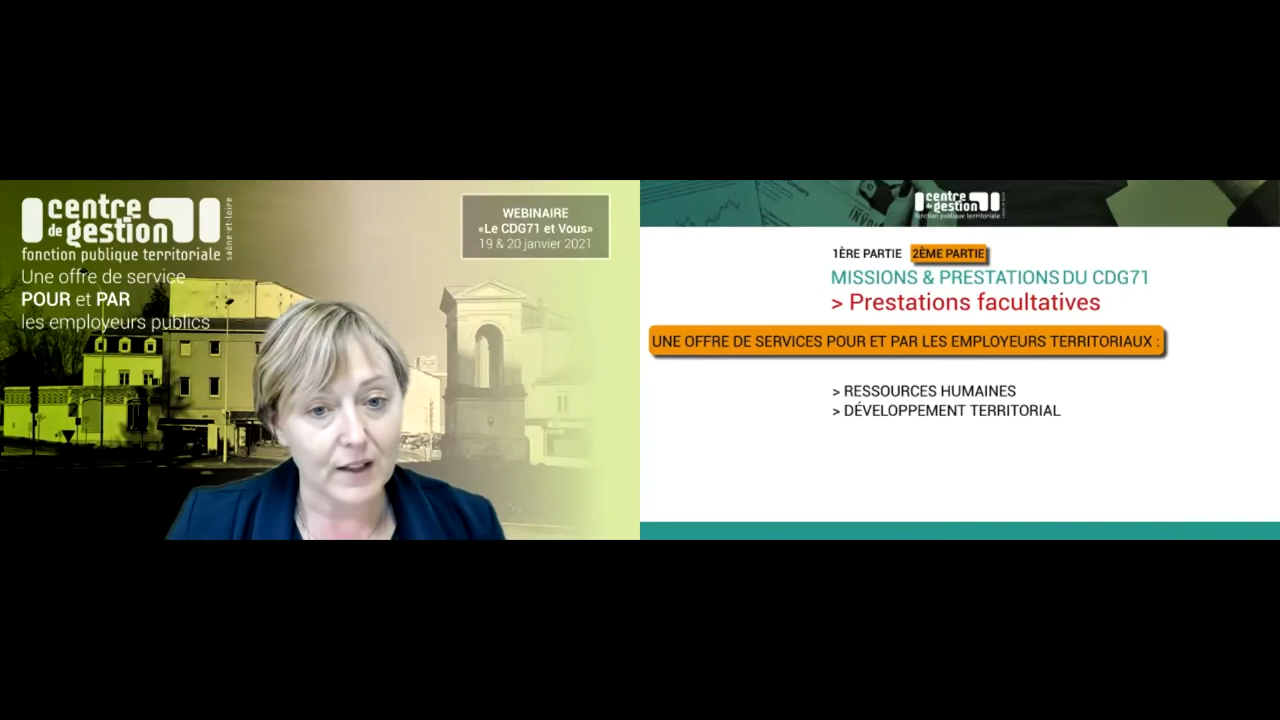 centre
de gestion
fonction publique territoriale
saône-et-loire
Une offre de service
POUR et PAR
les employeurs publics
WEBINAIRE
«Le CDG71 et Vous»
19 & 20 janvier 2021
centre
de gestion
fonction publique territoriale
1ÈRE PARTIE 2ÈME PARTIE
MISSIONS & PRESTATIONS DU CDG71
> Prestations facultatives
UNE OFFRE DE SERVICES POUR ET PAR LES EMPLOYEURS TERRITORIAUX :
> RESSOURCES HUMAINES
> DÉVELOPPEMENT TERRITORIAL